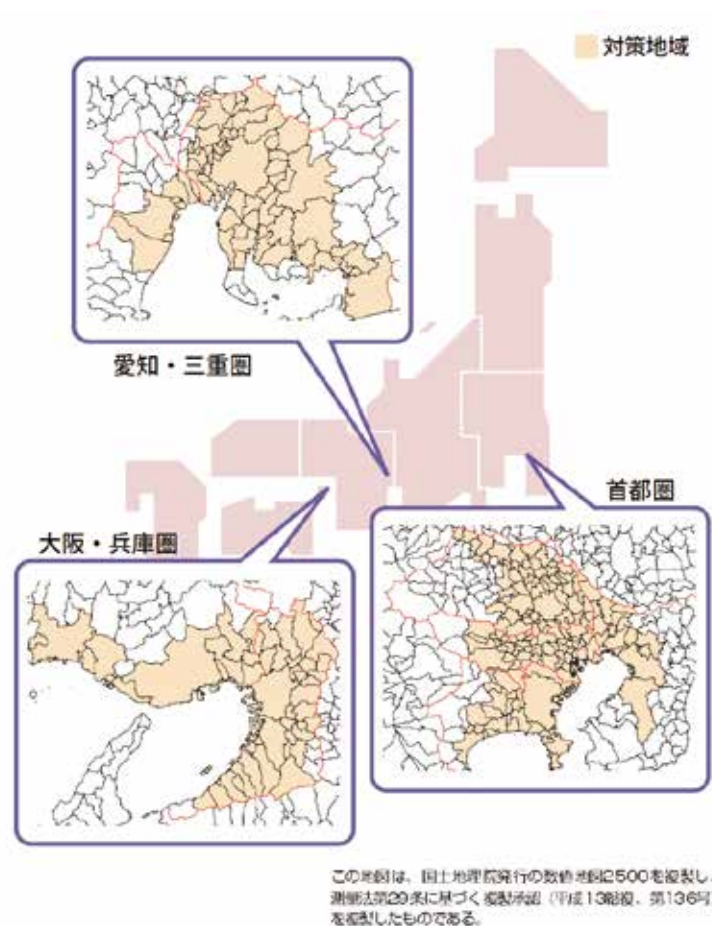 対策地域
愛知・三重圏
首都圏
大阪・兵庫圏
この地図は、国土地理院発行の数値地図2500を複製し、
測量法第29条に基づく複製承認（平成13総複、第136号）
を複製したものである。